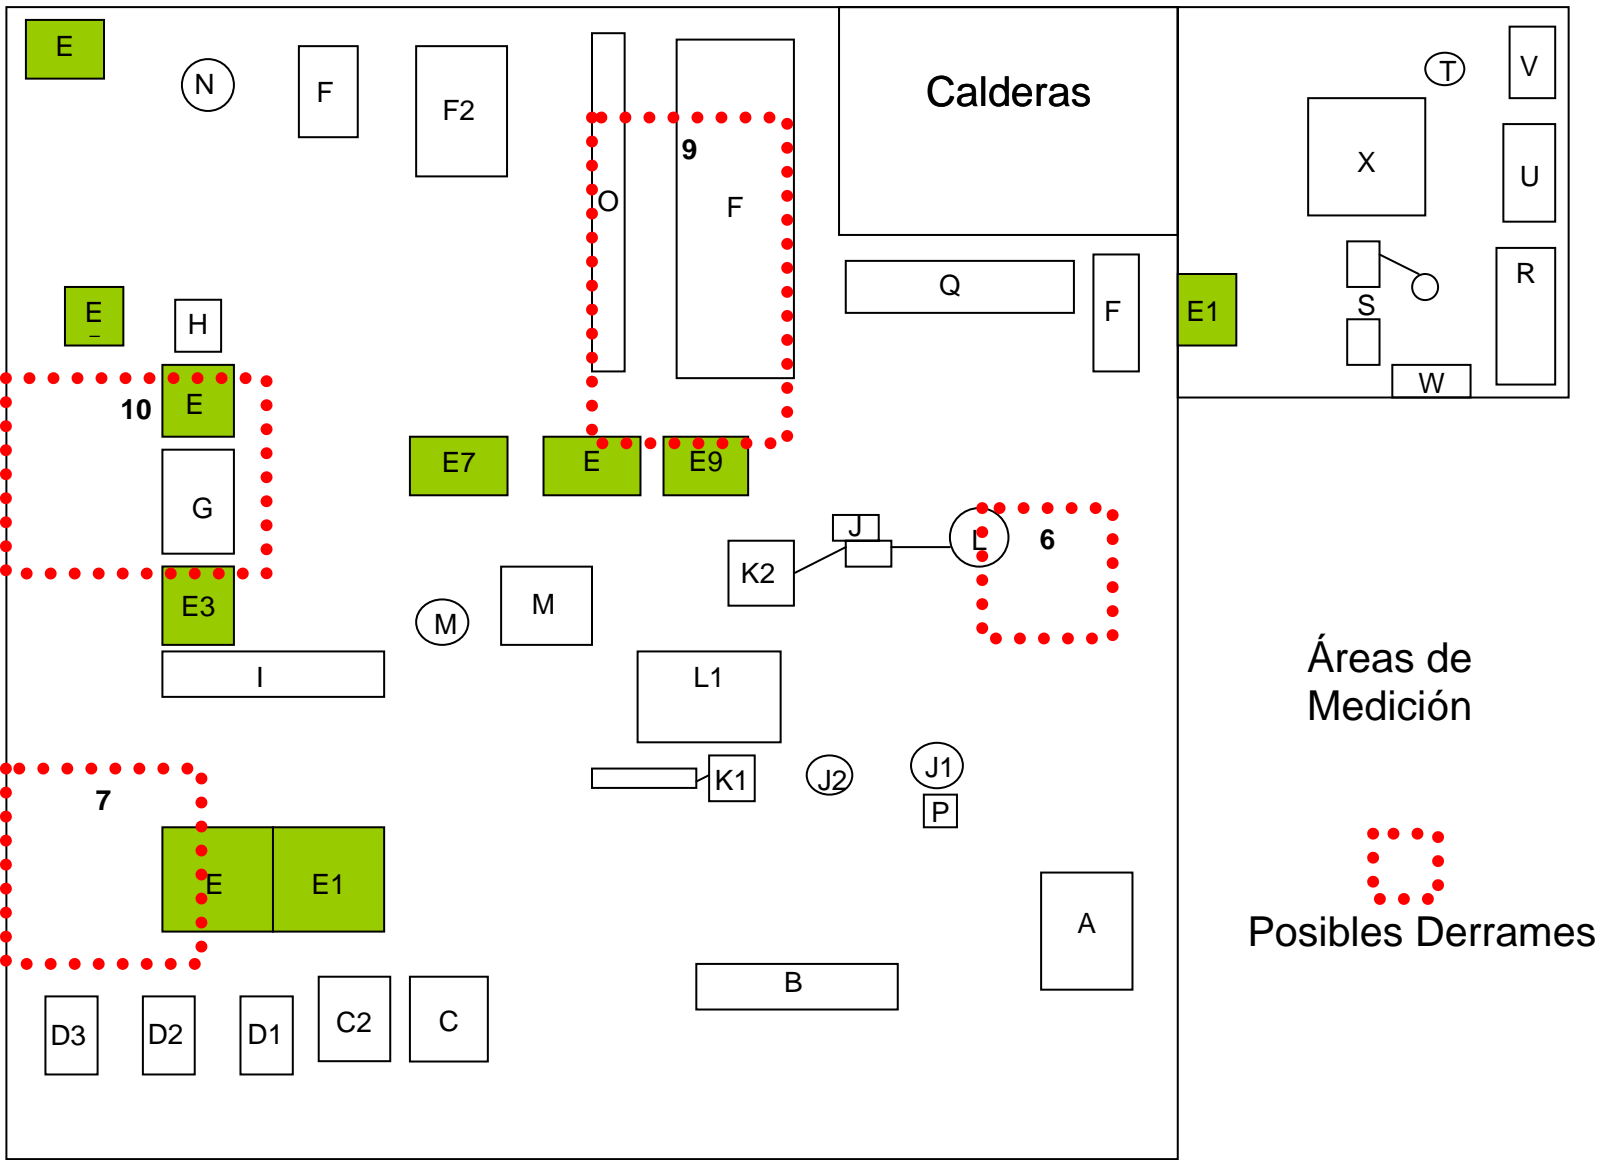 E
N
F
F2
O
9
F
Calderas
T
V
X
U
E
H
Q
F
E1
S
R
W
10
E
G
E7
E
E9
J
K2
L
6
E3
M
M
I
L1
Áreas de
Medición
7
K1
J2
J1
P
E
E1
A
Posibles Derrames
B
D3
D2
D1
C2
C